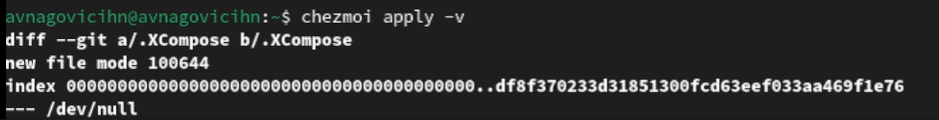 avnagovicihn@avnagovicihn:~$ chezmoi apply -v
diff --git a/.XCompose b/.XCompose
new file mode 100644
index 0000000000000000000000000000000000000000..df8f370233d31851300fcd63eef033aa469f1e76
--- /dev/null